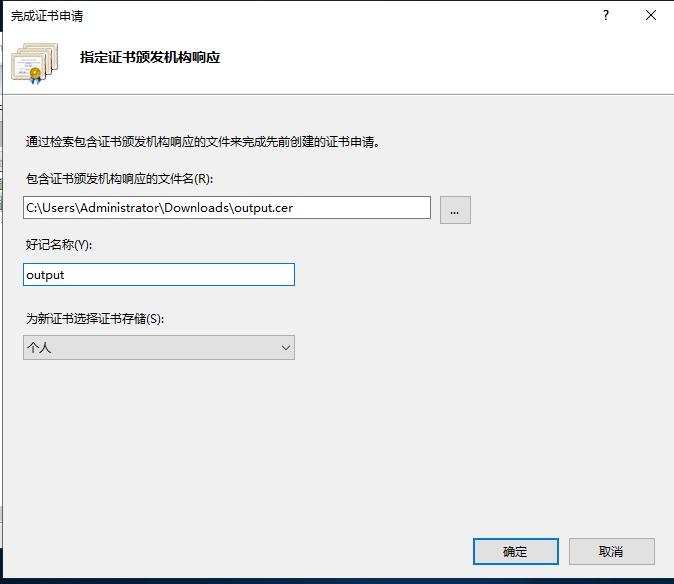 完成证书申请
?
指定证书颁发机构响应
通过检索包含证书颁发机构响应的文件来完成先前创建的证书申请。
包含证书颁发机构响应的文件名(R):
C:\Users\Administrator\Downloads\output.cer
...
好记名称(Y):
output
为新证书选择证书存储(S):
个人
确定
取消